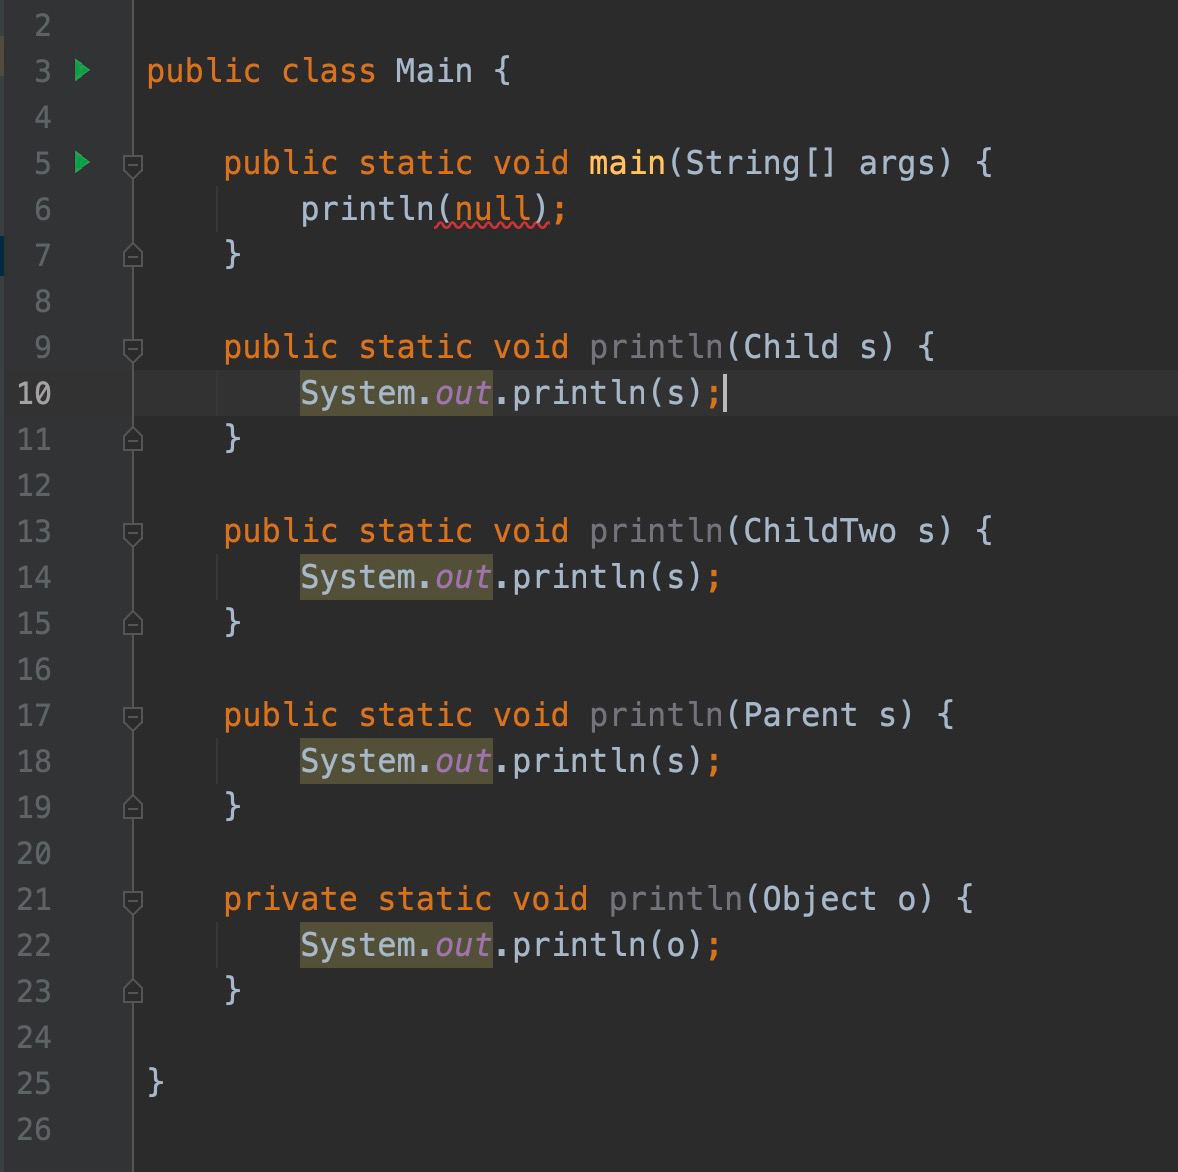 2
3 public class Main {
4
5 public static void main(String[] args) {
6 println(null);
7 }
8
9 public static void println(Child s) {
10 System.out.println(s);
11 }
12
13 public static void println(ChildTwo s) {
14 System.out.println(s);
15 }
16
17 public static void println(Parent s) {
18 System.out.println(s);
19 }
20
21 private static void println(Object o) {
22 System.out.println(o);
23 }
24
25 }
26